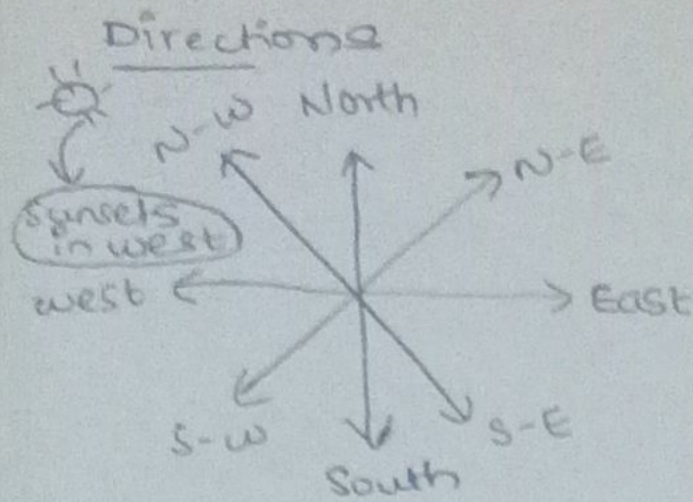 Directions
N-W North
N-E
Sunsets
in west
west
East
S-W
S-E
South